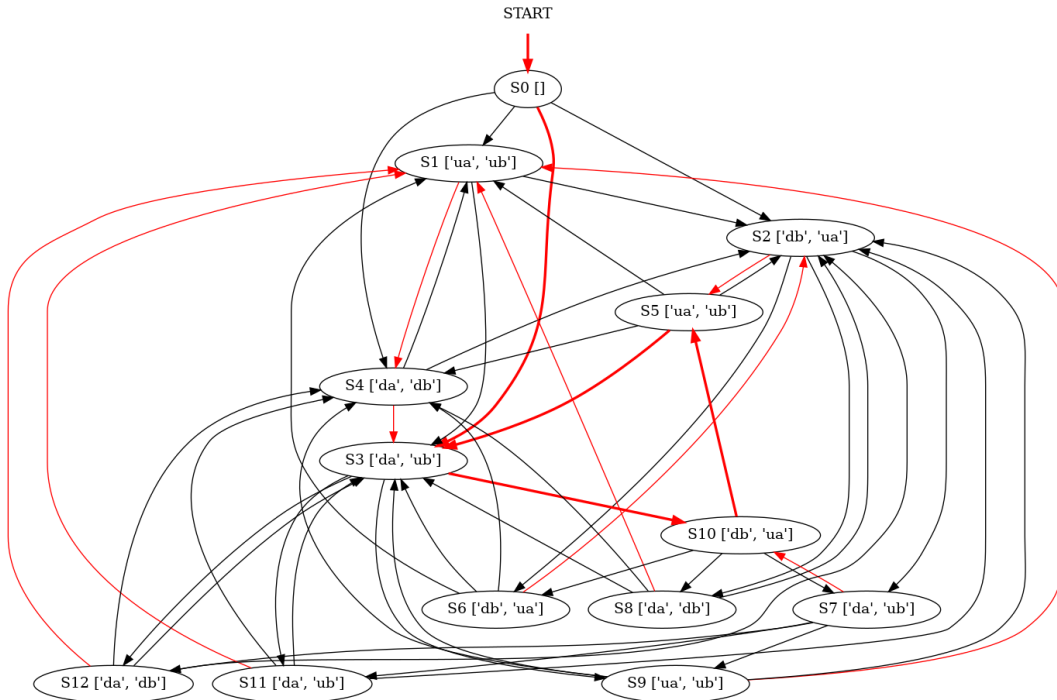 START
S0 []
S1 ['ua', 'ub']
S2 ['db', 'ua']
S5 ['ua', 'ub']
S4 ['da', 'db']
S3 ['da', 'ub']
S10 ['db', 'ua']
S6 ['db', 'ua']
S8 ['da', 'db']
S7 ['da', 'ub']
S12 ['da', 'db']
S11 ['da', 'ub']
S9 ['ua', 'ub']